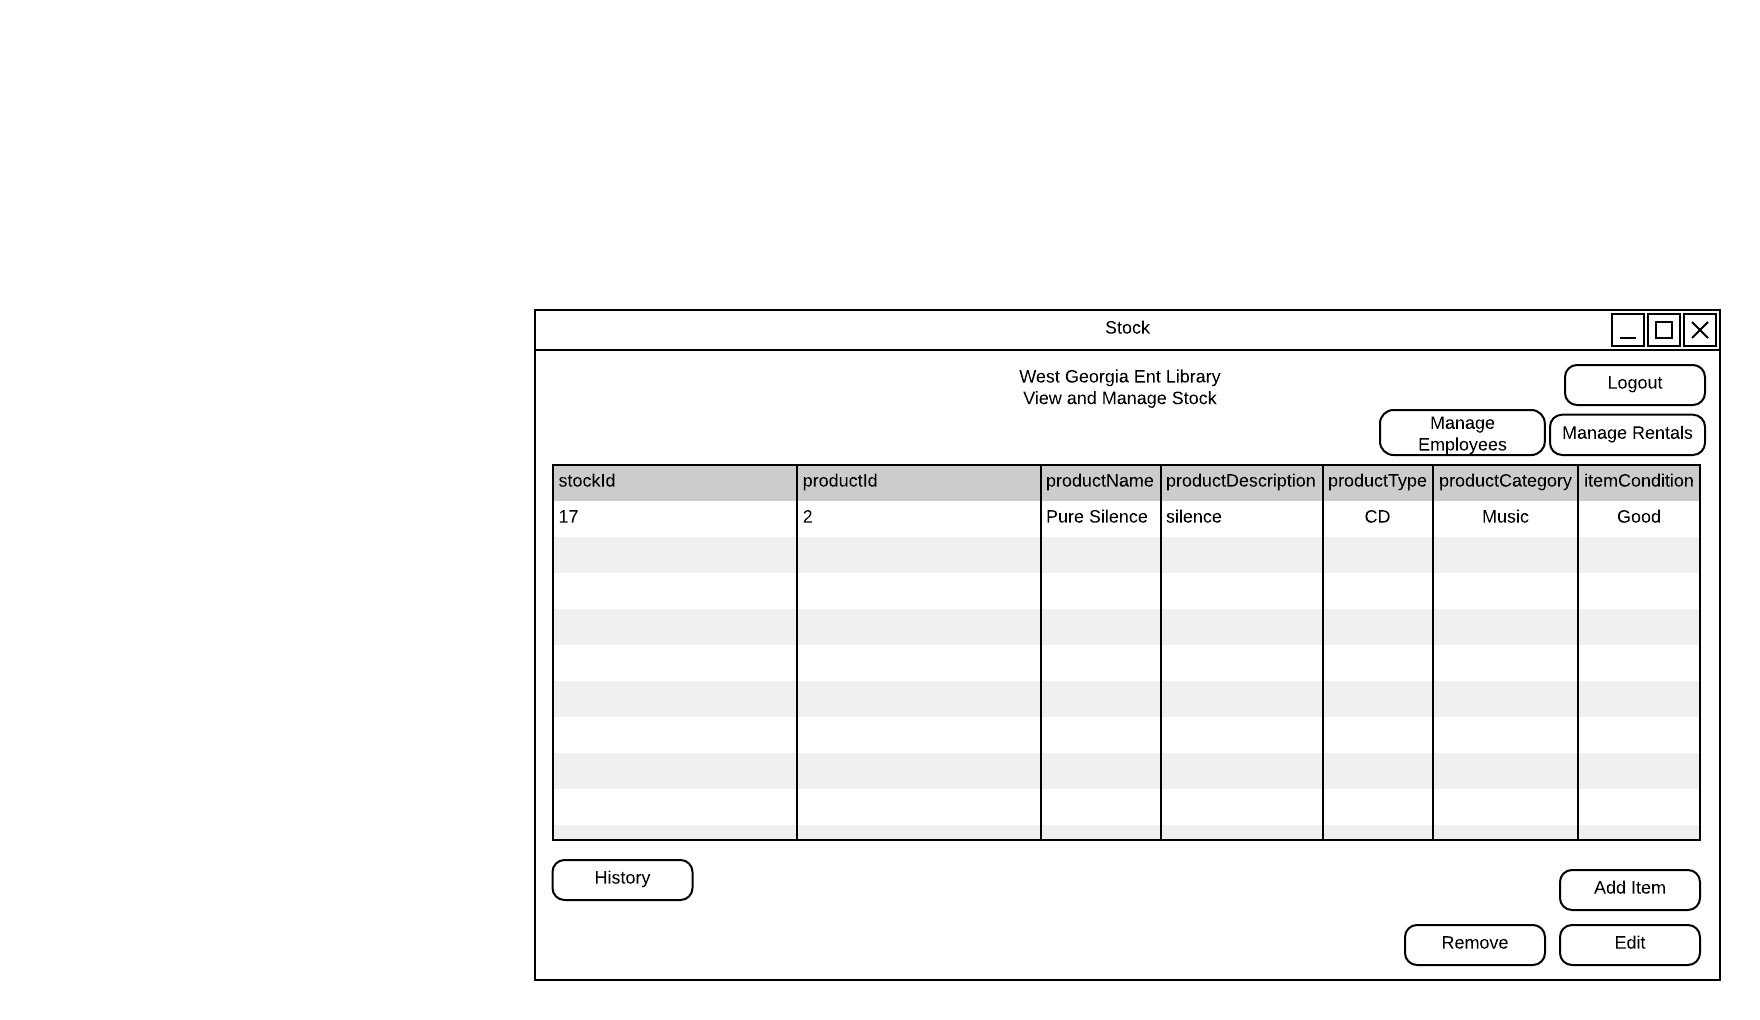 Stock
West Georgia Ent Library
View and Manage Stock
Logout
Manage
Employees
Manage Rentals
stockId productId productName productDescription productType productCategory itemCondition
17 2 Pure Silence silence CD Music Good
History
Add Item
Remove Edit